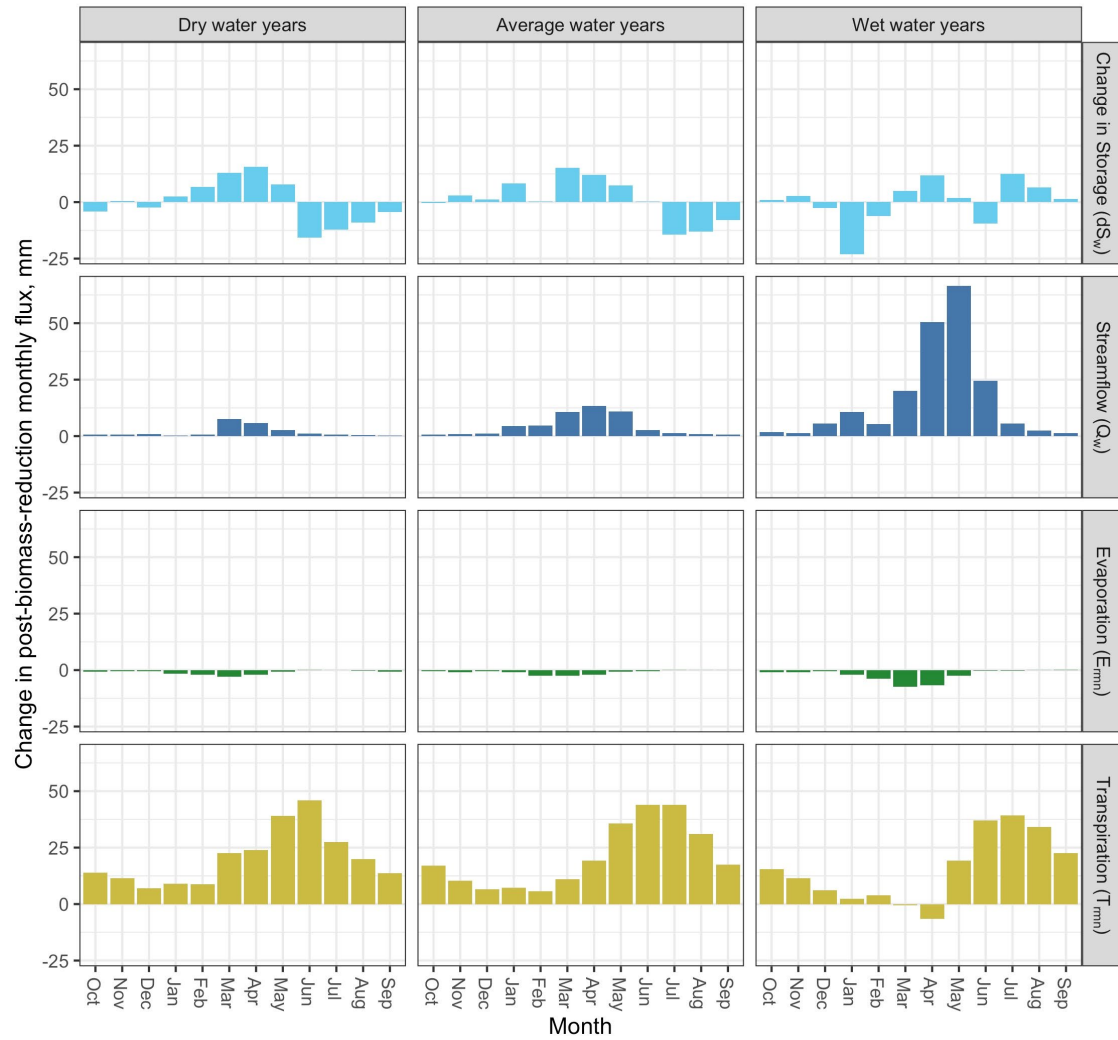 Dry water years
Average water years
Wet water years
Change in post-biomass-reduction monthly flux, mm
50
25
0
-25
Change in Storage (dSw)
50
25
0
-25
Streamflow (Qw)
50
25
0
-25
Evaporation (Ermn)
50
25
0
-25
Transpiration (Trmn)
Oct Nov Dec Jan Feb Mar Apr May Jun Jul Aug Sep
Oct Nov Dec Jan Feb Mar Apr May Jun Jul Aug Sep
Oct Nov Dec Jan Feb Mar Apr May Jun Jul Aug Sep
Month